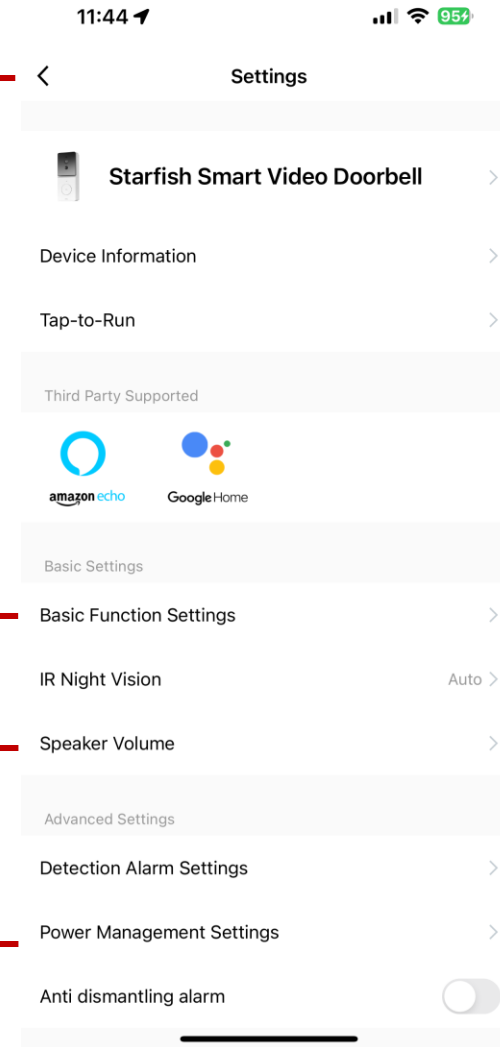 11:44
95
Settings
Starfish Smart Video Doorbell
Device Information
Tap-to-Run
Third Party Supported
amazon echo
Google Home
Basic Settings
Basic Function Settings
IR Night Vision
Auto
Speaker Volume
Advanced Settings
Detection Alarm Settings
Power Management Settings
Anti dismantling alarm